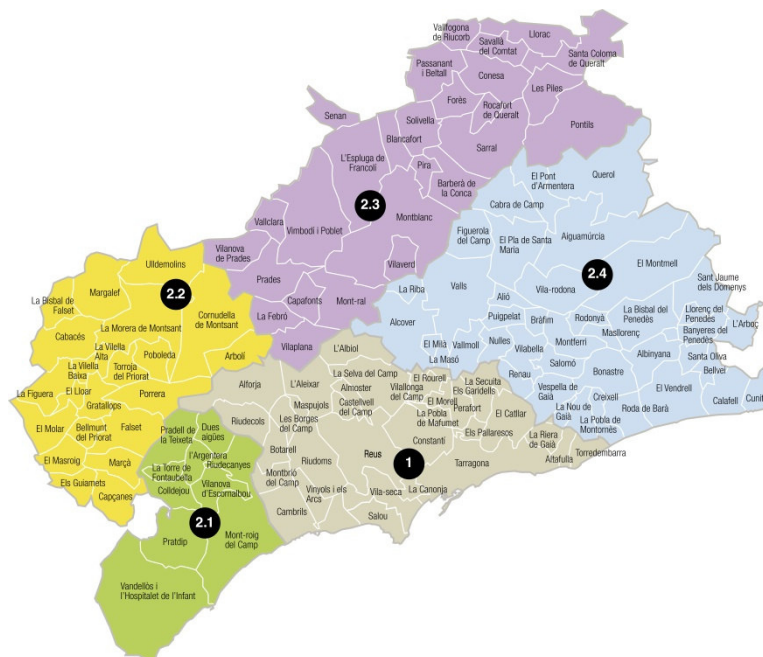 Vallfogona
de Riucorb
Savallà
del Comtat
Llorac
Santa Coloma
de Queralt
Passanant
i Beltall
Conesa
Les Piles
Forès
Rocafort
de Queralt
Senan
Solivella
Blancafort
Pontils
Sarral
L'Espluga de
Francolí
Pira
Barberà de
la Conca
2.3
Montblanc
Vallclara
Vimbodí i Poblet
Vilanova
de Prades
Prades
Vilaverd
Capafonts
Mont-ral
La Febró
Vilaplana
El Pont
d'Armentera
Querol
Cabra de Camp
Figuerola
del Camp
El Pla de Santa
Maria
Aiguamúrcia
El Montmell
2.4
Sant Jaume
dels Domenys
La Riba
Valls
Vila-rodona
Alió
Alcover
Puigpelat
Bràfim
Rodonyà
La Bisbal del
Penedès
Llorenç del
Penedes
L'Arboç
Masllorenç
Banyeres del
Penedès
El Milà
Vallmoll
Nulles
Vilabella
Montferri
Albinyana
Santa Oliva
La Masó
Salomó
Bellvei
Renau
Bonastre
Vespella de
Gaià
El Vendrell
Creixell
Calafell
Cunit
La Nou de
Gaià
Roda de Barà
La Pobla de
Montornès
Torredembarra
Ulldemolins
Margalef
2.2
La Bisbal de
Falset
Cornudella
de Montsant
Cabacés
La Morera de Montsant
La Vilella
Alta
Poboleda
Arbolí
La Vilella
Baixa
Torroja
del Priorat
La Figuera
El Lloar
Porrera
Gratallops
El Molar
Bellmunt
del Priorat
Falset
El Masroig
Marçà
Els Guiamets
Capçanes
L'Albiol
Alforja
L'Aleixar
La Selva del Camp
El Rourell
La Secuita
Almoster
Vilallonga
del Camp
Els Garidells
Maspujols
Castellvell
del Camp
El Morell
Perafort
Riudecols
Les Borges
del Camp
La Pobla
de Mafumet
El Catllar
Els Pallaresos
Botarell
Reus
Constantí
La Riera
de Gaià
Riudoms
1
Montbrió
del Camp
Tarragona
Altafulla
Vinyols i els
Arcs
Vila-seca
La Canonja
Cambrils
Salou
Pradell de
la Teixeta
Dues
aigües
l'Argentera
Riudecanyes
La Torre de
Fontaubella
Colldejou
Vilanova
d'Escornalbou
2.1
Pratdip
Mont-roig
del Camp
Vandellòs i
l'Hospitalet de l'Infant